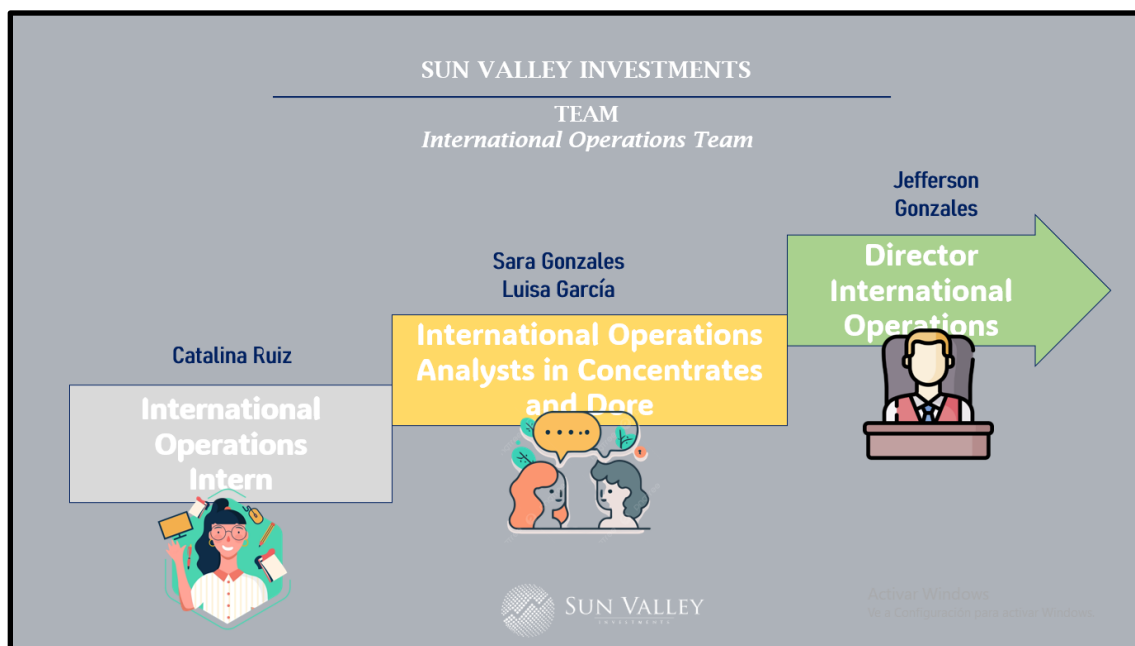 SUN VALLEY INVESTMENTS
TEAM
International Operations Team
Jefferson
Gonzales
Director
International
Operations
Sara Gonzales
Luisa García
International Operations
Analysts in Concentrates
and Dore
Catalina Ruiz
International
Operations
Intern
SUN VALLEY
INVESTMENTS
Activar Windows
Ve a Configuración para activar Windows.